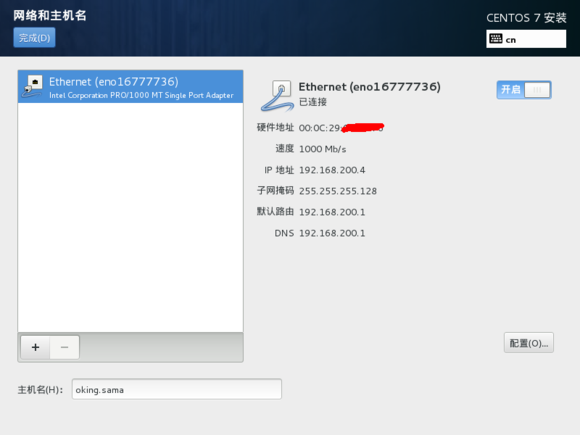 网络和主机名
CENTOS 7 安装
完成(D)
cn
Ethernet (eno16777736)
Intel Corporation PRO/1000 MT Single Port Adapter
Ethernet (eno16777736)
已连接
开启
硬件地址 00:0C:29:
速度 1000 Mb/s
IP 地址 192.168.200.4
子网掩码 255.255.255.128
默认路由 192.168.200.1
DNS 192.168.200.1
+ −
配置(O)...
主机名(H): oking.sama